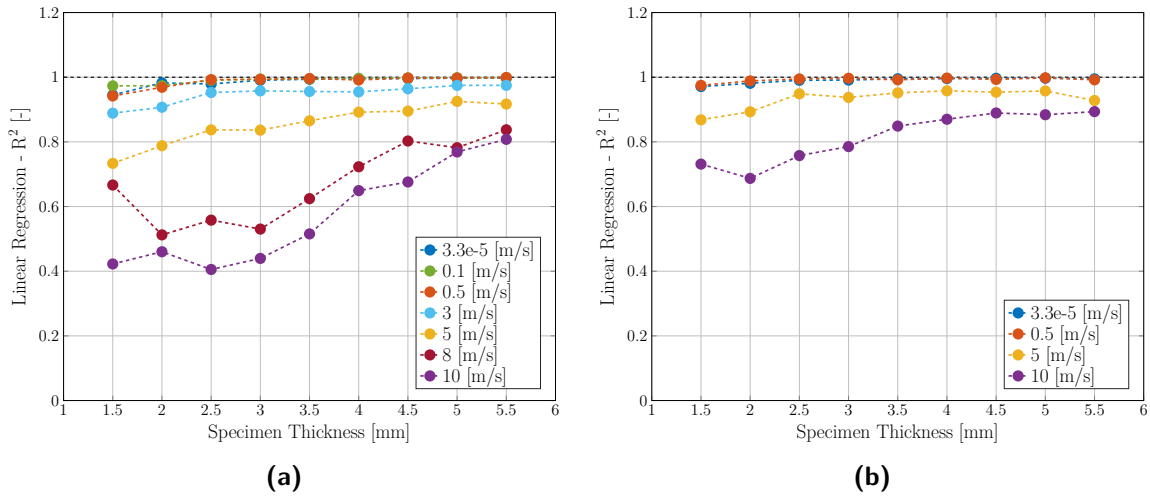 1.2
1
0.8
0.6
0.4
0.2
0
Linear Regression - R² [-]
1 1.5 2 2.5 3 3.5 4 4.5 5 5.5 6
Specimen Thickness [mm]
3.3e-5 [m/s]
0.1 [m/s]
0.5 [m/s]
3 [m/s]
5 [m/s]
8 [m/s]
10 [m/s]
(a)
1.2
1
0.8
0.6
0.4
0.2
0
Linear Regression - R² [-]
1 1.5 2 2.5 3 3.5 4 4.5 5 5.5 6
Specimen Thickness [mm]
3.3e-5 [m/s]
0.5 [m/s]
5 [m/s]
10 [m/s]
(b)